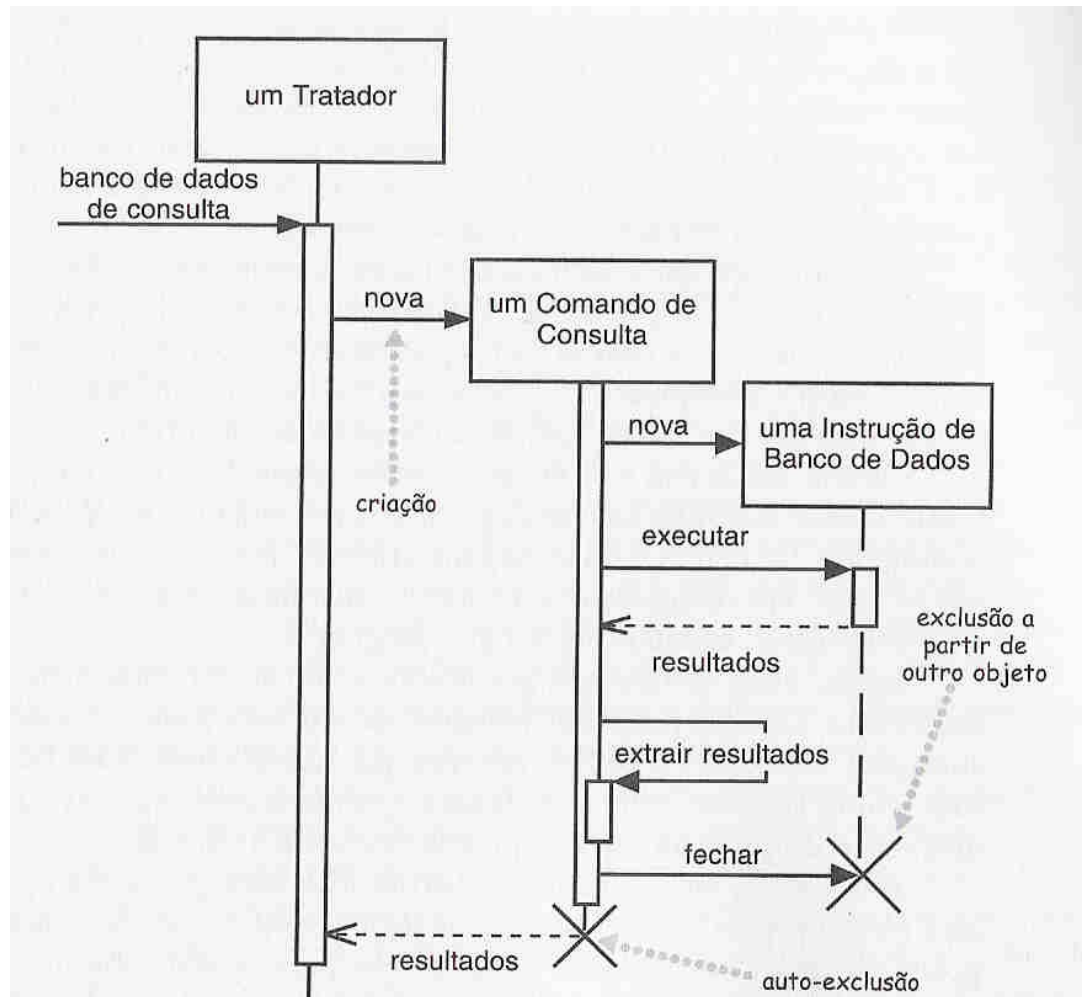 um Tratador
banco de dados
de consulta
nova
um Comando de
Consulta
nova
uma Instrução de
Banco de Dados
criação
executar
exclusão a
partir de
outro objeto
resultados
extrair resultados
fechar
resultados
auto-exclusão